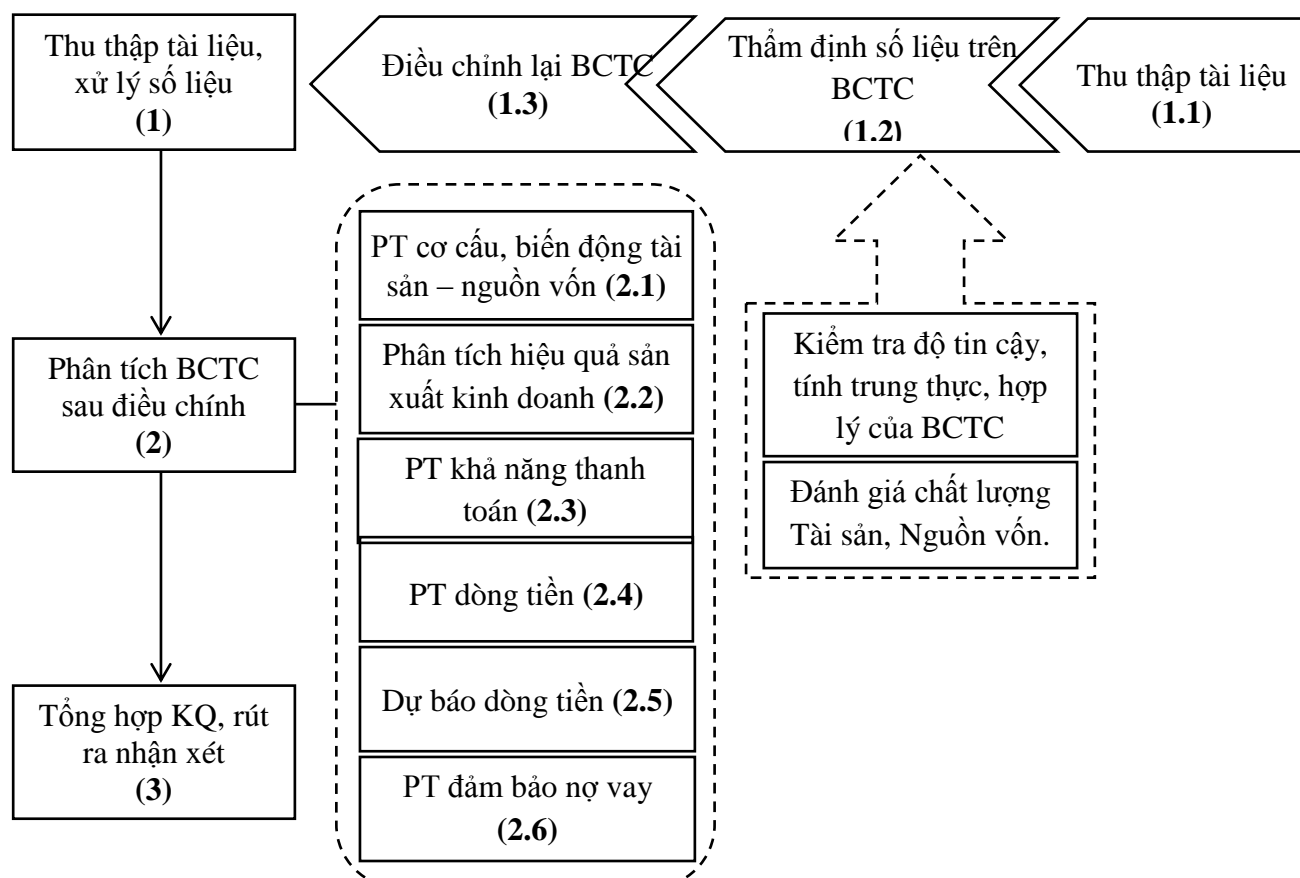 Thu thập tài liệu,
xử lý số liệu
(1)
Điều chỉnh lại BCTC
(1.3)
Thẩm định số liệu trên
BCTC
(1.2)
Thu thập tài liệu
(1.1)
PT cơ cấu, biến động tài
sản – nguồn vốn (2.1)
Phân tích hiệu quả sản
xuất kinh doanh (2.2)
PT khả năng thanh
toán (2.3)
PT dòng tiền (2.4)
Dự báo dòng tiền (2.5)
PT đảm bảo nợ vay
(2.6)
Kiểm tra độ tin cậy,
tính trung thực, hợp
lý của BCTC
Đánh giá chất lượng
Tài sản, Nguồn vốn.
Phân tích BCTC
sau điều chính
(2)
Tổng hợp KQ, rút
ra nhận xét
(3)